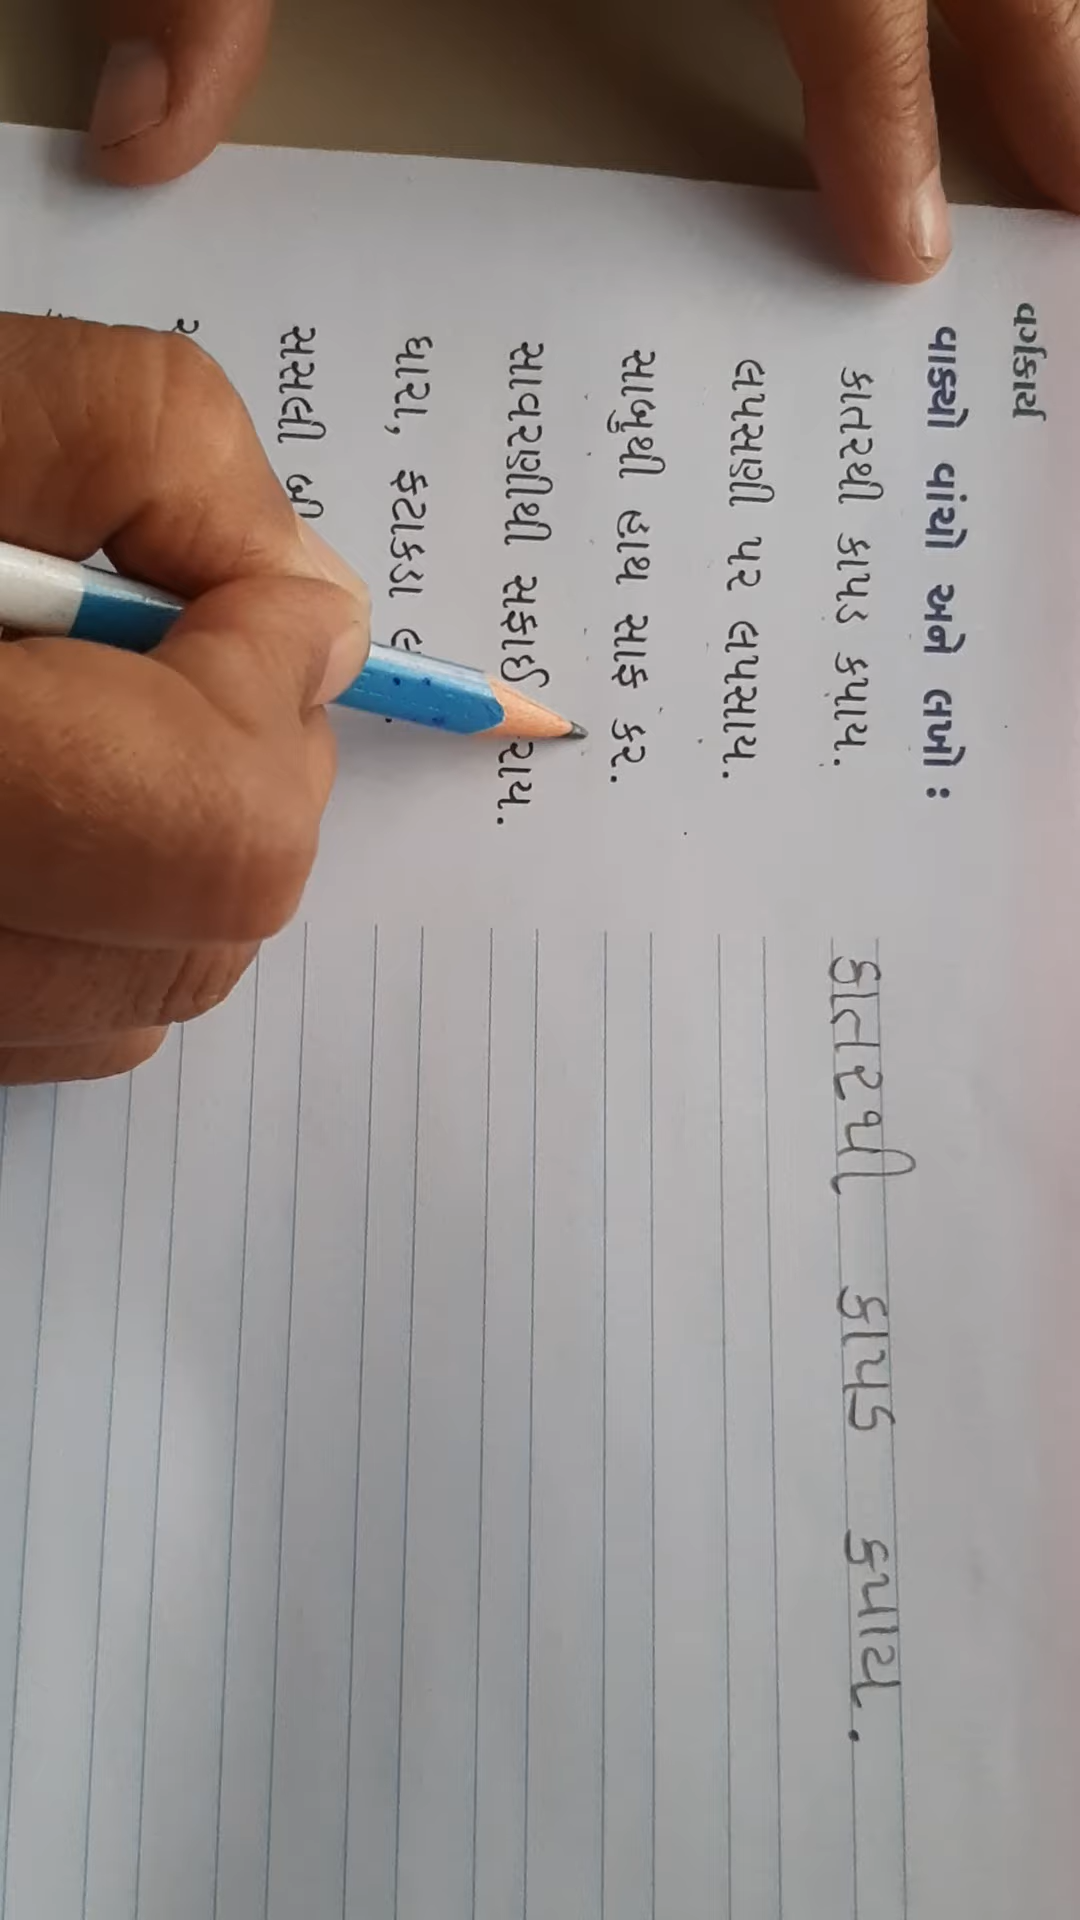 વર્ગકાર્ય
વાક્યો વાંચો અને લખો :
કાતરથી કાપડ કપાય. કાતરથી કાપડ કપાય.
લપસણી પર લપસાય.
સાબુથી હાથ સાફ કર.
સાવરણીથી સફાઈ
ધારા, ફટાકડા
સસલી